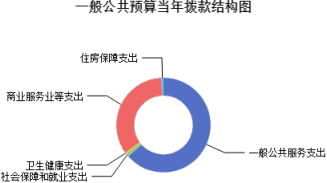 一般公共预算当年拨款结构图
住房保障支出
商业服务业等支出
一般公共服务支出
卫生健康支出
社会保障和就业支出